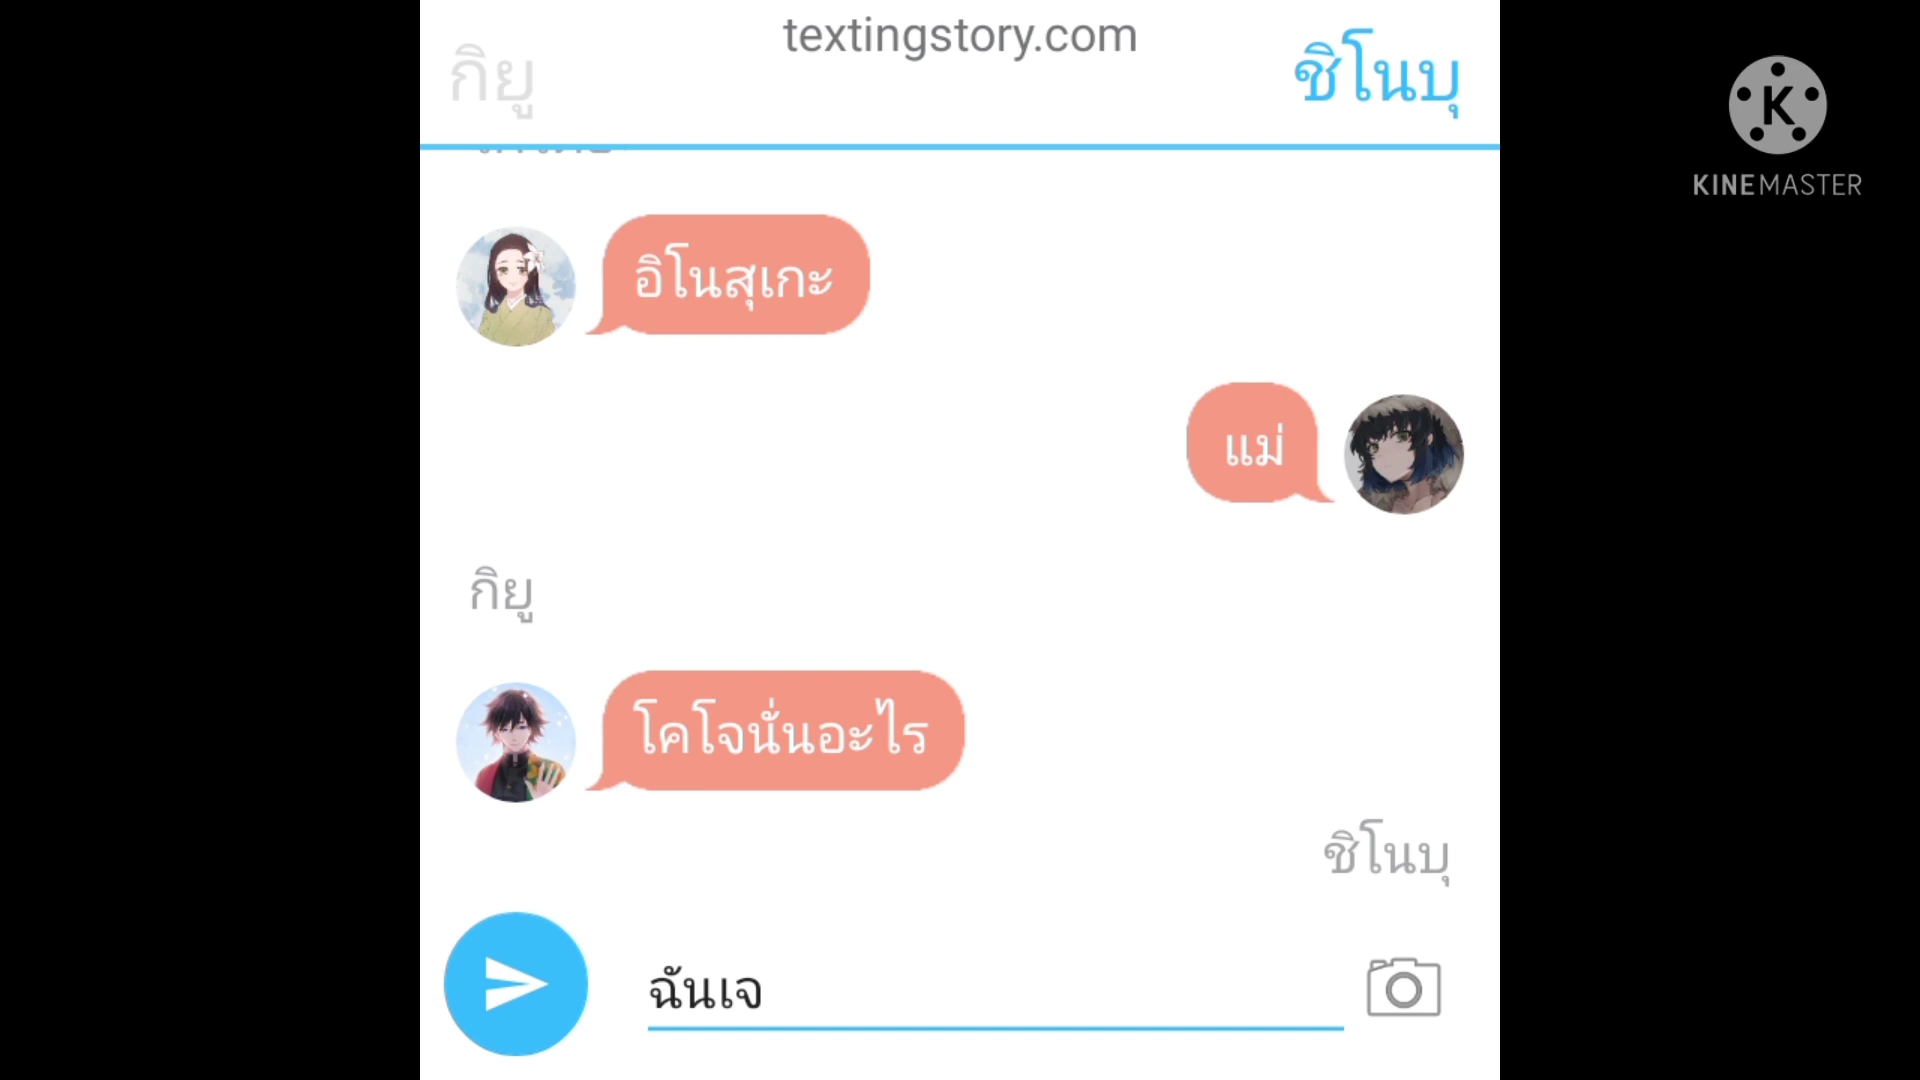 textingstory.com
กิยู
ชิโนบุ
KINEMASTER
อิโนสุเกะ
แม่
กิยู
โคโจนั่นอะไร
ชิโนบุ
ฉันเจ